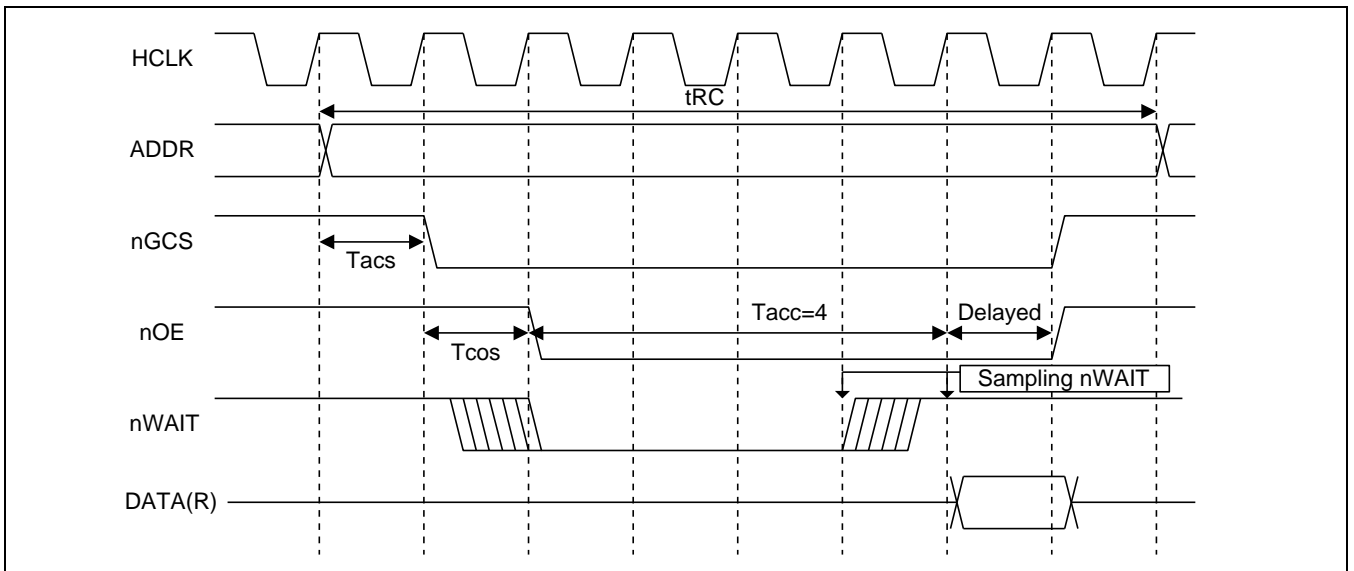 HCLK
tRC
ADDR
nGCS
Tacs
Tacc=4
Delayed
nOE
Tcos
Sampling nWAIT
nWAIT
DATA(R)